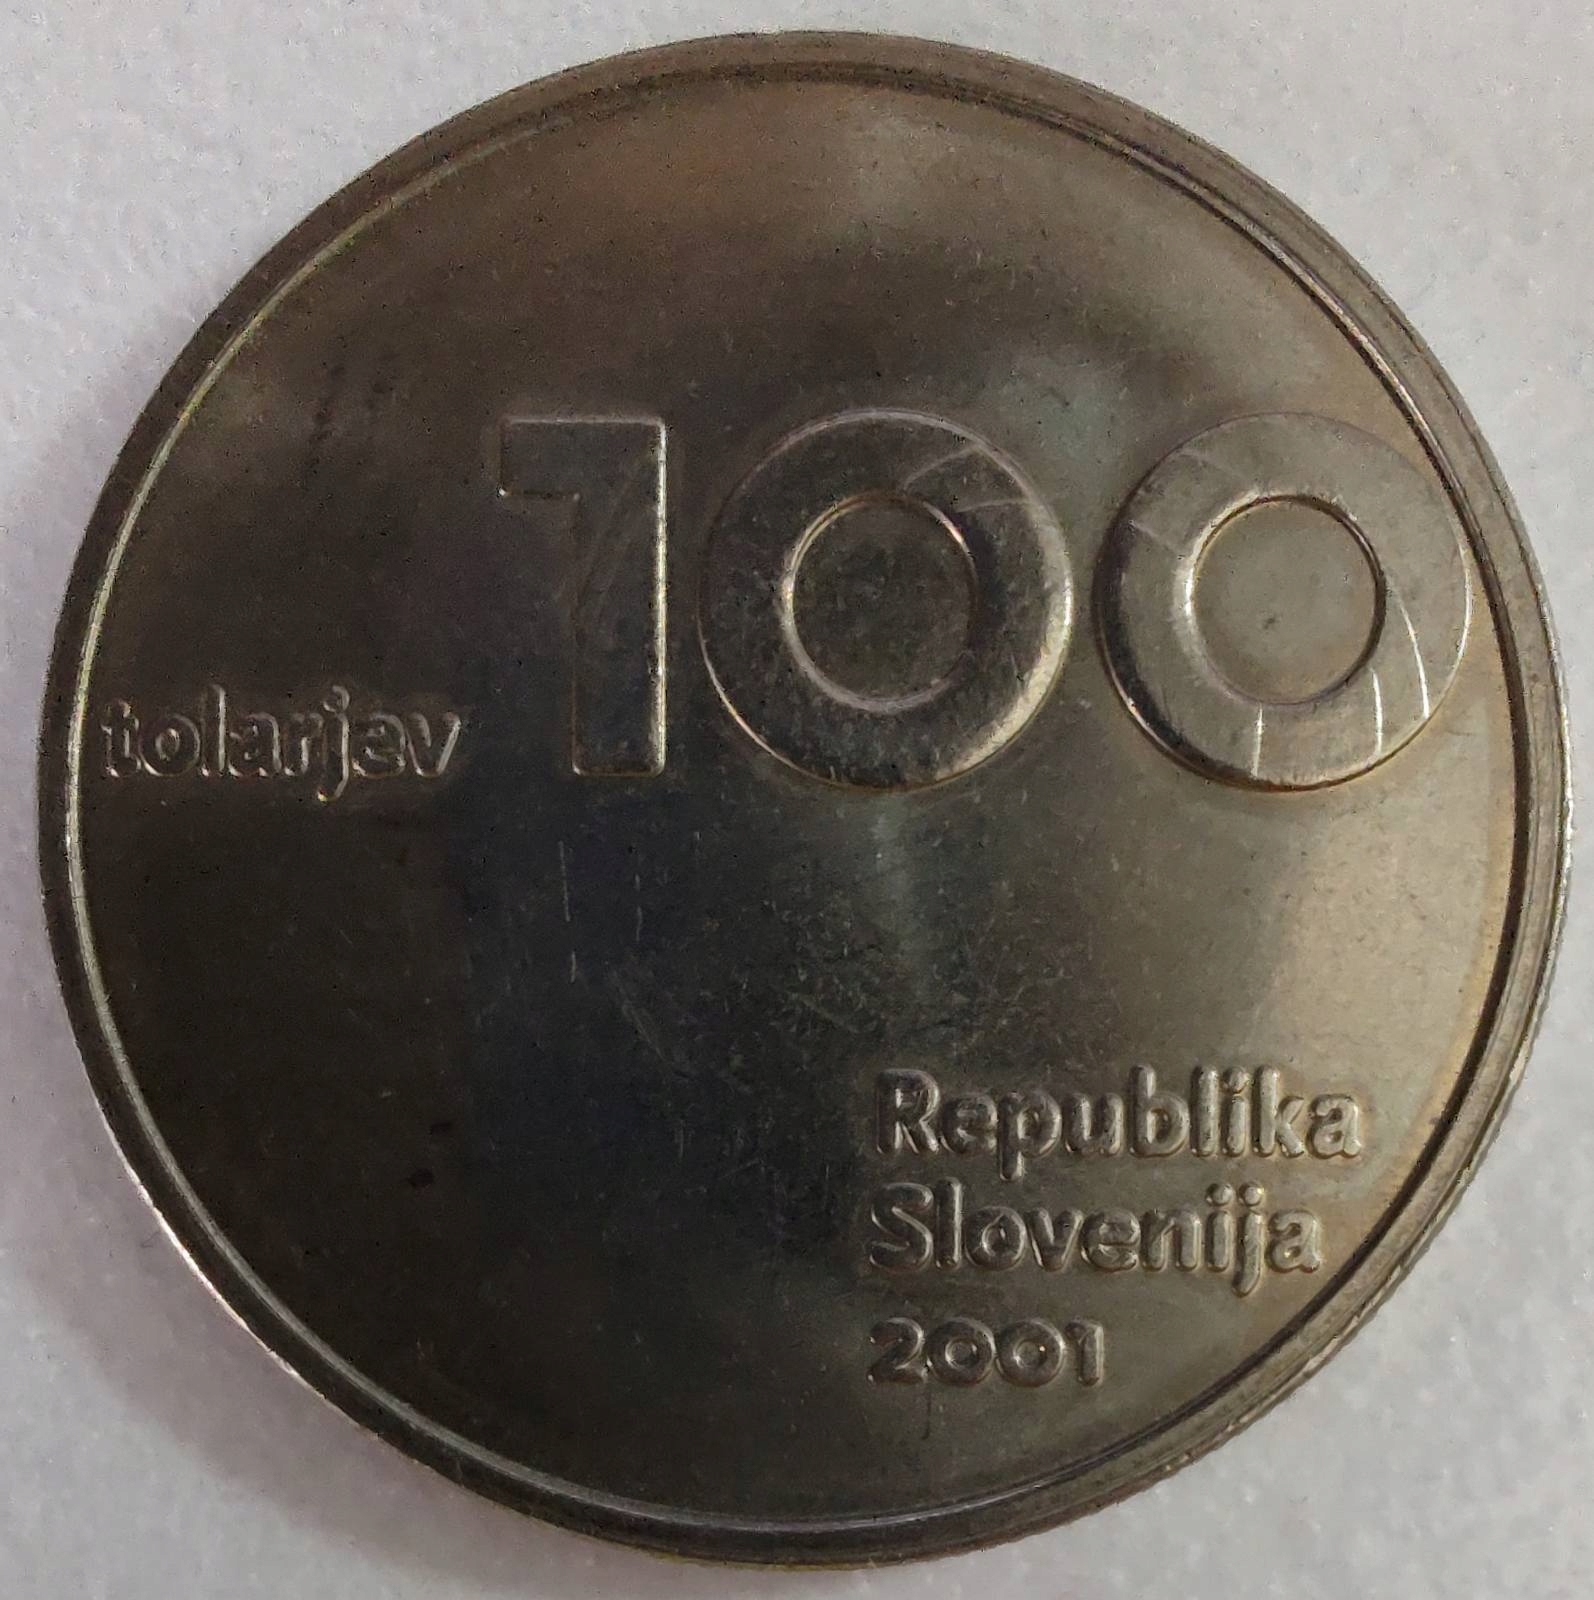 100
tolarjev
Republika
Slovenija
2001